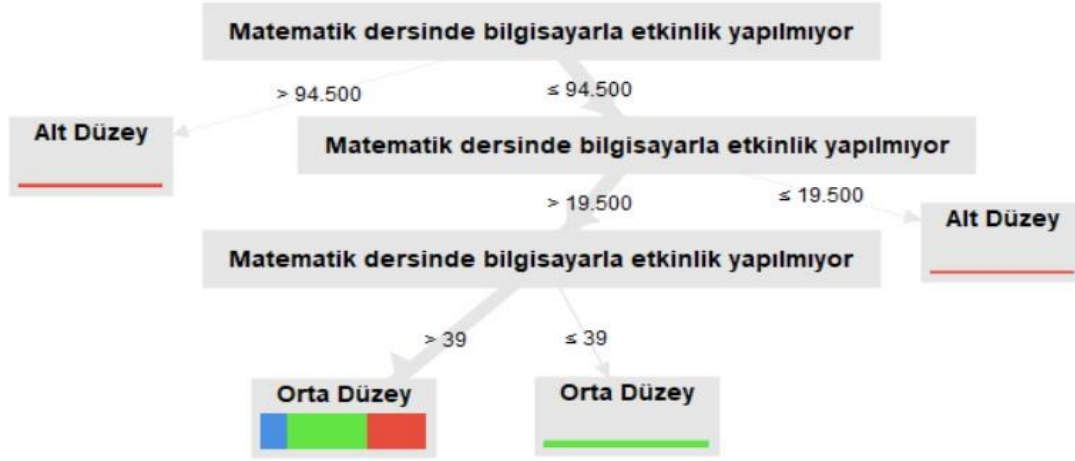 Matematik dersinde bilgisayarla etkinlik yapılmıyor
> 94.500
≤ 94.500
Alt Düzey
Matematik dersinde bilgisayarla etkinlik yapılmıyor
> 19.500
≤ 19.500
Alt Düzey
Matematik dersinde bilgisayarla etkinlik yapılmıyor
> 39
≤ 39
Orta Düzey
Orta Düzey